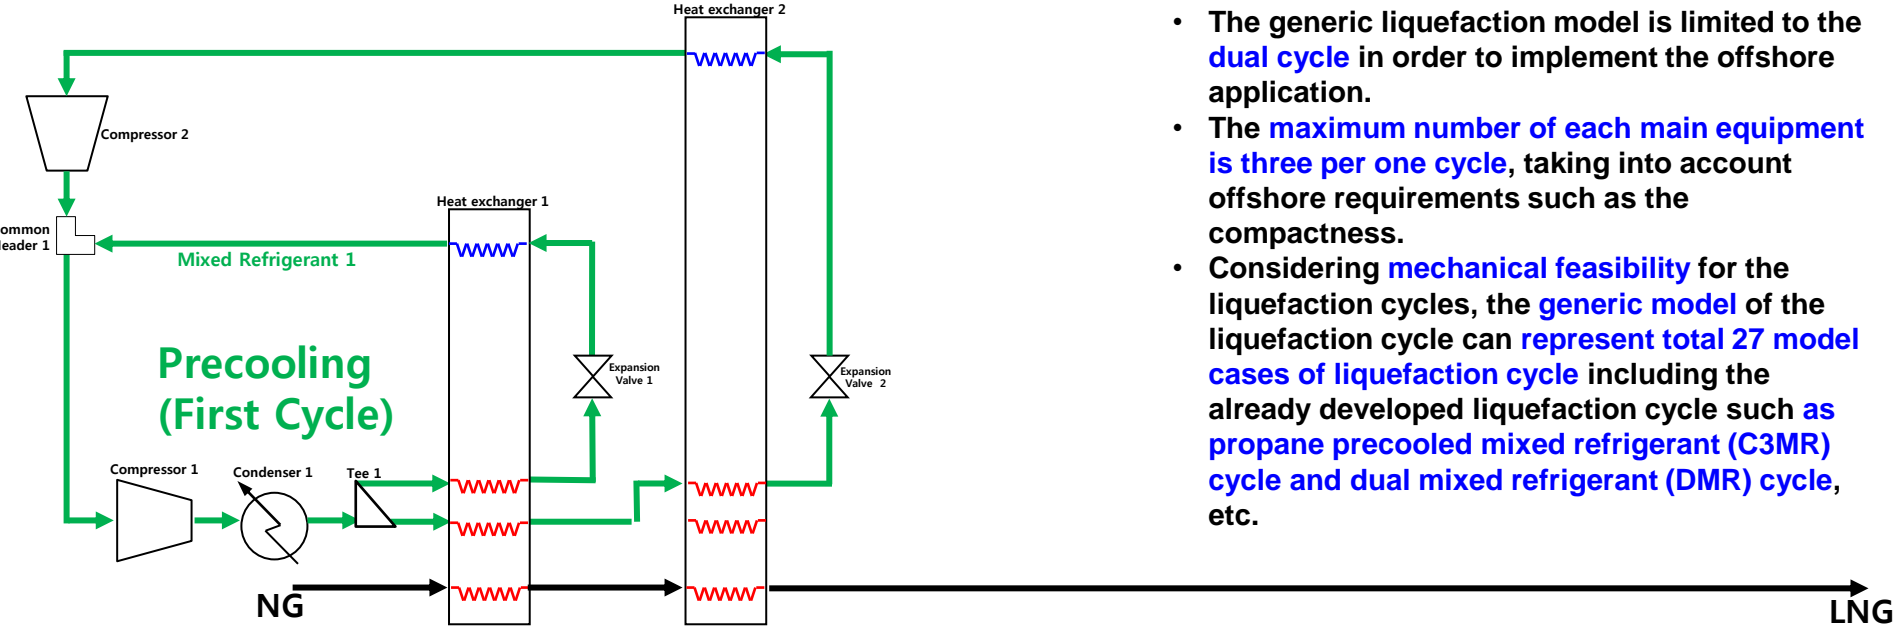 Heat exchanger 2
Compressor 2
Heat exchanger 1
Mixed Refrigerant 1
Precooling
(First Cycle)
Expansion
Valve 1
Expansion
Valve 2
Compressor 1
Condenser 1
Tee 1
NG
LNG
• The generic liquefaction model is limited to the
dual cycle in order to implement the offshore
application.
• The maximum number of each main equipment
is three per one cycle, taking into account
offshore requirements such as the
compactness.
• Considering mechanical feasibility for the
liquefaction cycles, the generic model of the
liquefaction cycle can represent total 27 model
cases of liquefaction cycle including the
already developed liquefaction cycle such as
propane precooled mixed refrigerant (C3MR)
cycle and dual mixed refrigerant (DMR) cycle,
etc.